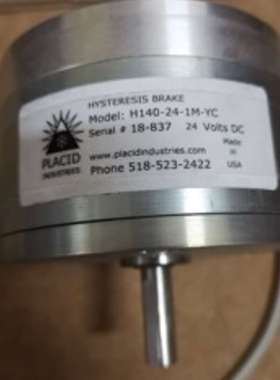 HYSTERESIS BRAKE
Model: H140-24-1M-YC
Serial # 18-837 24 Volts DC
PLACID
INDUSTRIES
www.placidindustries.com
Made
in
USA
Phone 518-523-2422